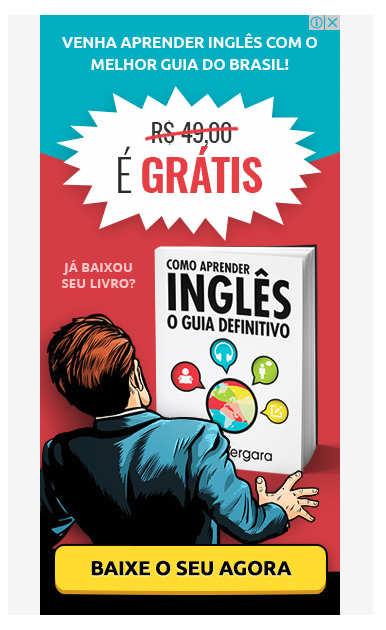 VENHA APRENDER INGLÊS COM O
MELHOR GUIA DO BRASIL!
R$ 49,00
É GRÁTIS
JÁ BAIXOU
SEU LIVRO?
COMO APRENDER
INGLÊS
O GUIA DEFINITIVO
BAIXE O SEU AGORA